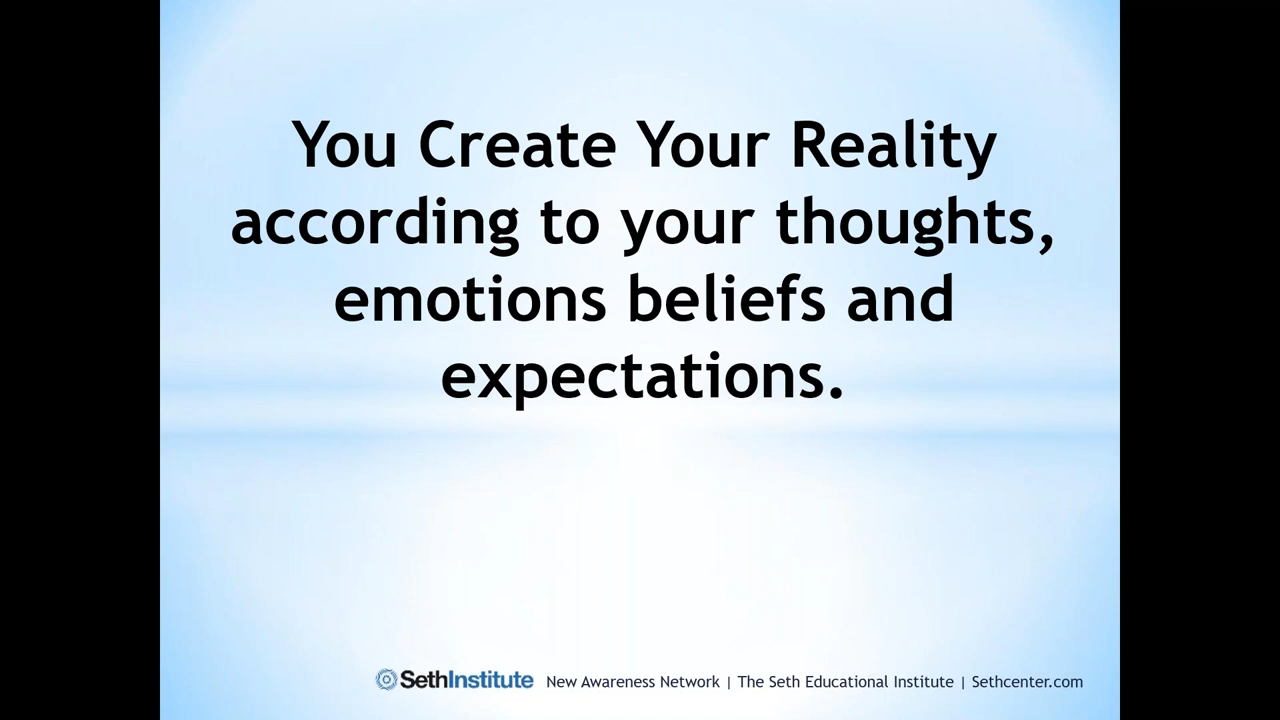 You Create Your Reality
according to your thoughts,
emotions beliefs and
expectations.
SethInstitute New Awareness Network | The Seth Educational Institute | Sethcenter.com